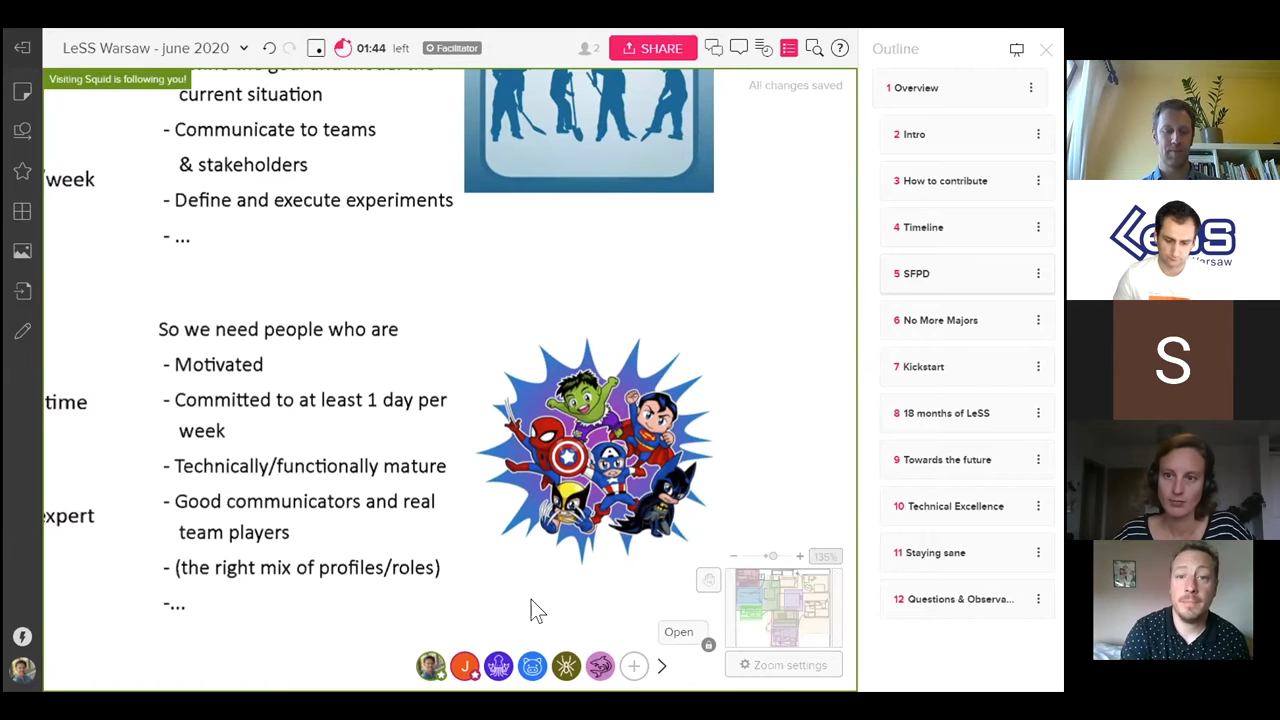 LeSS Warsaw - june 2020
01:44 left
Facilitator
2
SHARE
?
Visiting Squid is following you!
All changes saved
current situation
- Communicate to teams
& stakeholders
- Define and execute experiments
- ...
/week
time
expert
So we need people who are
- Motivated
- Committed to at least 1 day per
week
- Technically/functionally mature
- Good communicators and real
team players
- (the right mix of profiles/roles)
-...
135%
Open
Zoom settings
J
Outline
1 Overview
2 Intro
3 How to contribute
4 Timeline
5 SFPD
6 No More Majors
7 Kickstart
8 18 months of LeSS
9 Towards the future
10 Technical Excellence
11 Staying sane
12 Questions & Observa...
LeSS
Warsaw
S